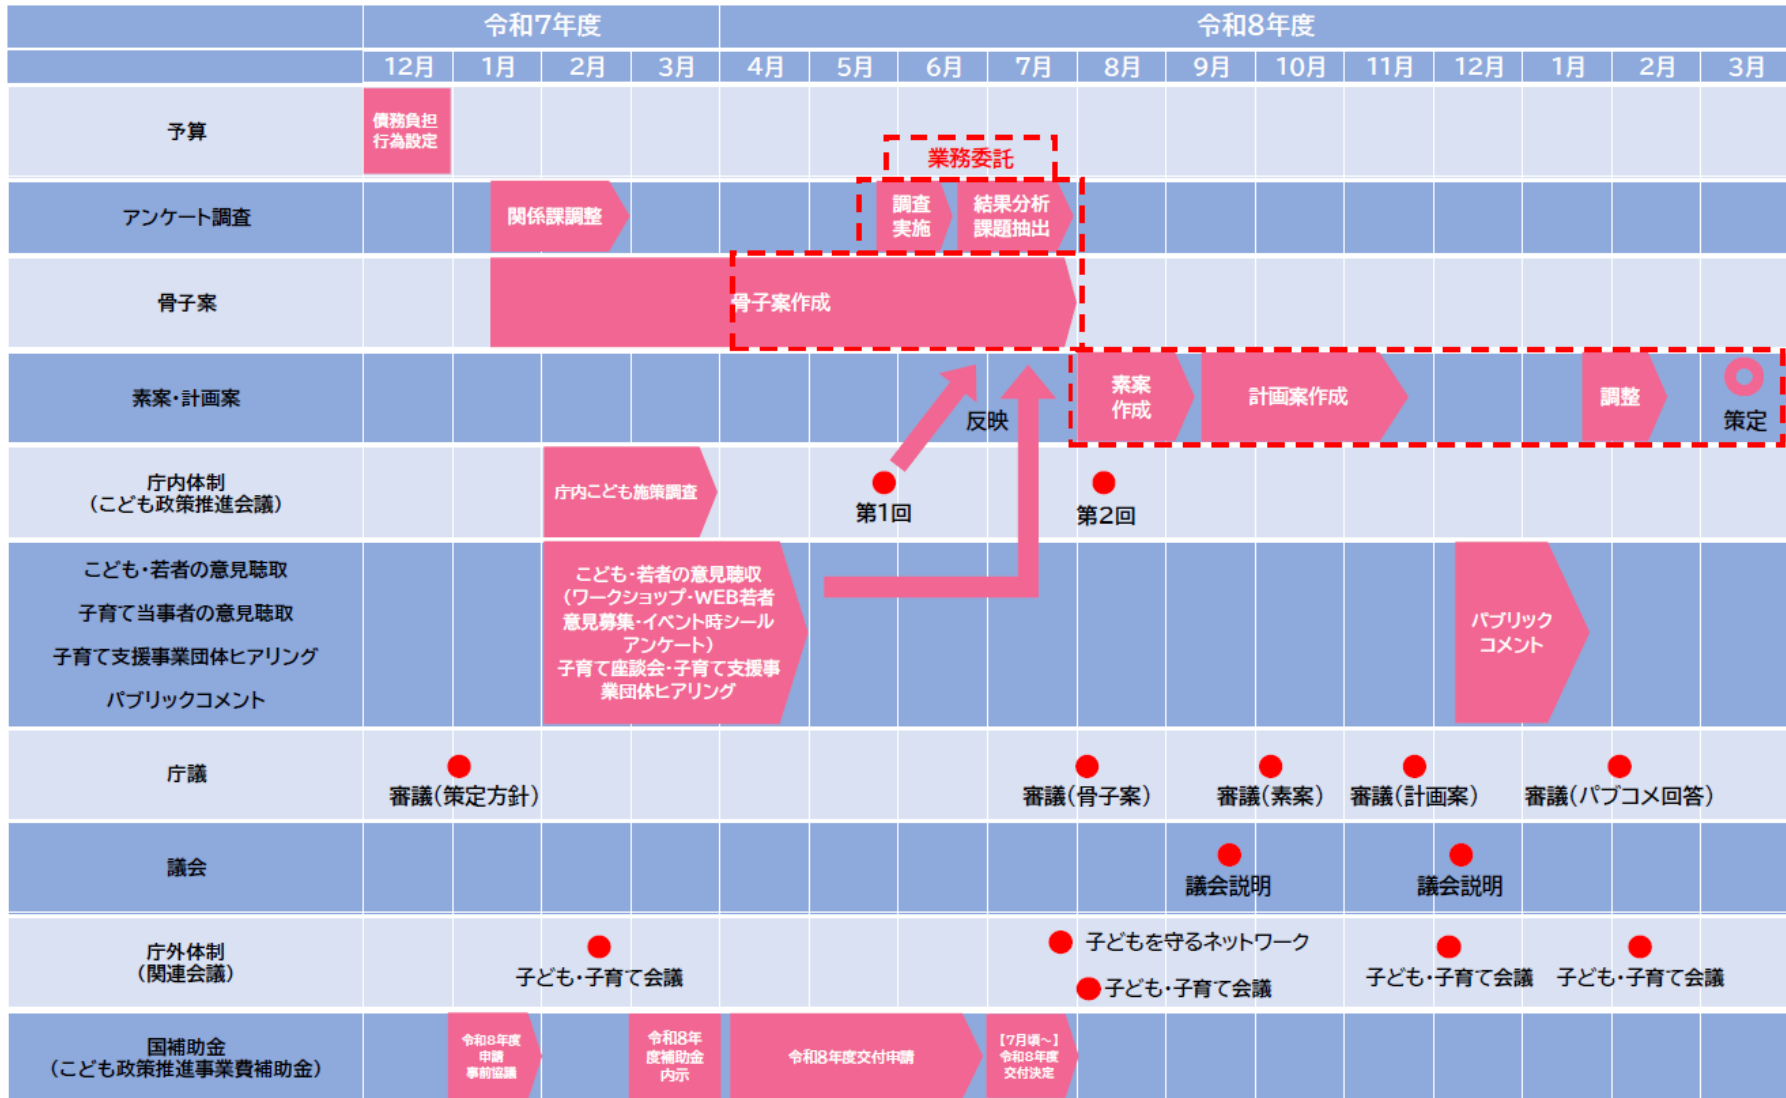 令和7年度
令和8年度
12月
1月
2月
3月
4月
5月
6月
7月
8月
9月
10月
11月
12月
1月
2月
3月
予算
債務負担
行為設定
業務委託
アンケート調査
関係課調整
調査
実施
結果分析
課題抽出
骨子案
骨子案作成
素案・計画案
反映
素案
作成
計画案作成
調整
策定
庁内体制
（こども政策推進会議）
庁内こども施策調査
第1回
第2回
こども・若者の意見聴取
子育て当事者の意見聴取
子育て支援事業団体ヒアリング
パブリックコメント
こども・若者の意見聴収
（ワークショップ・WEB若者
意見募集・イベント時シール
アンケート）
子育て座談会・子育て支援事
業団体ヒアリング
パブリック
コメント
庁議
審議（策定方針）
審議（骨子案）
審議（素案）
審議（計画案）
審議（パブコメ回答）
議会
議会説明
議会説明
庁外体制
（関連会議）
子ども・子育て会議
子どもを守るネットワーク
子ども・子育て会議
子ども・子育て会議
子ども・子育て会議
国補助金
（こども政策推進事業費補助金）
令和8年度
申請
事前協議
令和8年
度補助金
内示
令和8年度交付申請
【7月頃～】
令和8年度
交付決定